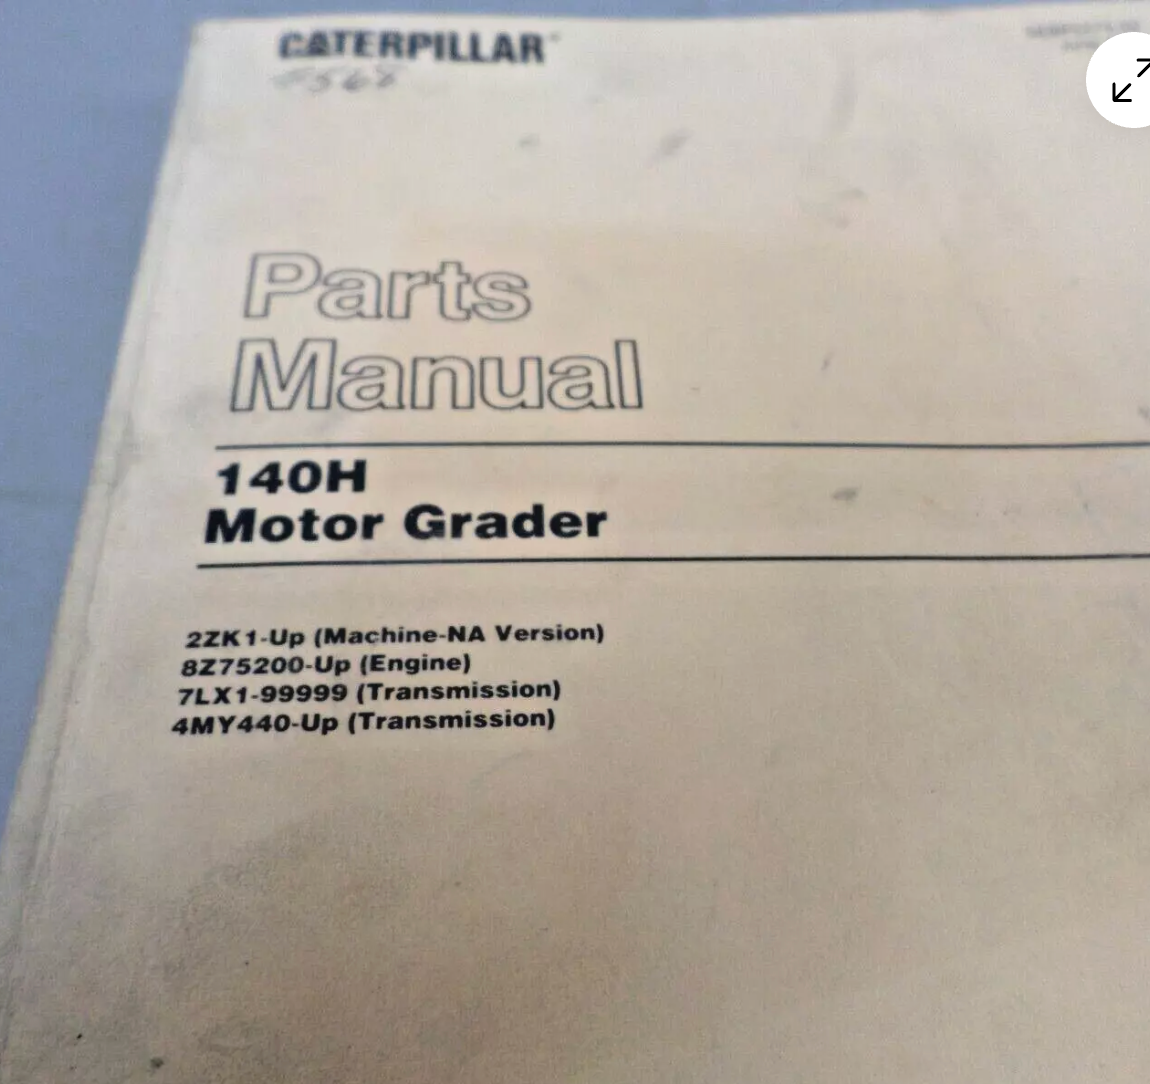 CATERPILLAR
568
Parts
Manual
140H
Motor Grader
2ZK1-Up (Machine-NA Version)
8Z75200-Up (Engine)
7LX1-99999 (Transmission)
4MY440-Up (Transmission)